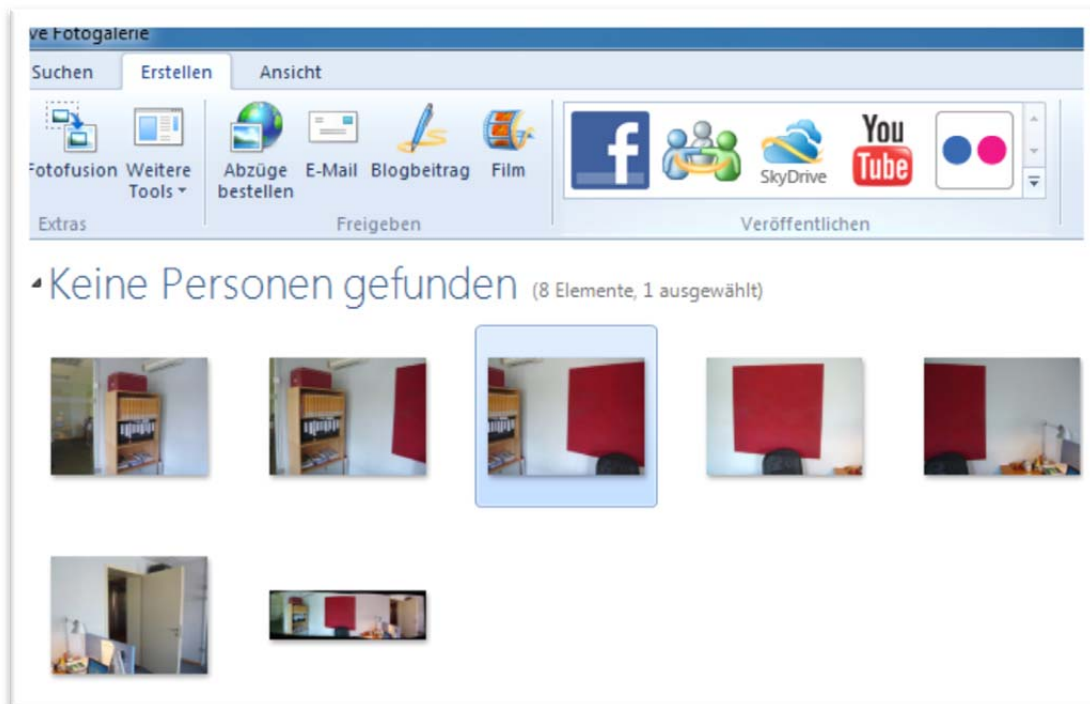 ve Fotogalerie
Suchen Erstellen Ansicht
Fotofusion Weitere Tools Abzüge bestellen E-Mail Blogbeitrag Film f SkyDrive You Tube
Extras Freigeben Veröffentlichen
Keine Personen gefunden (8 Elemente, 1 ausgewählt)